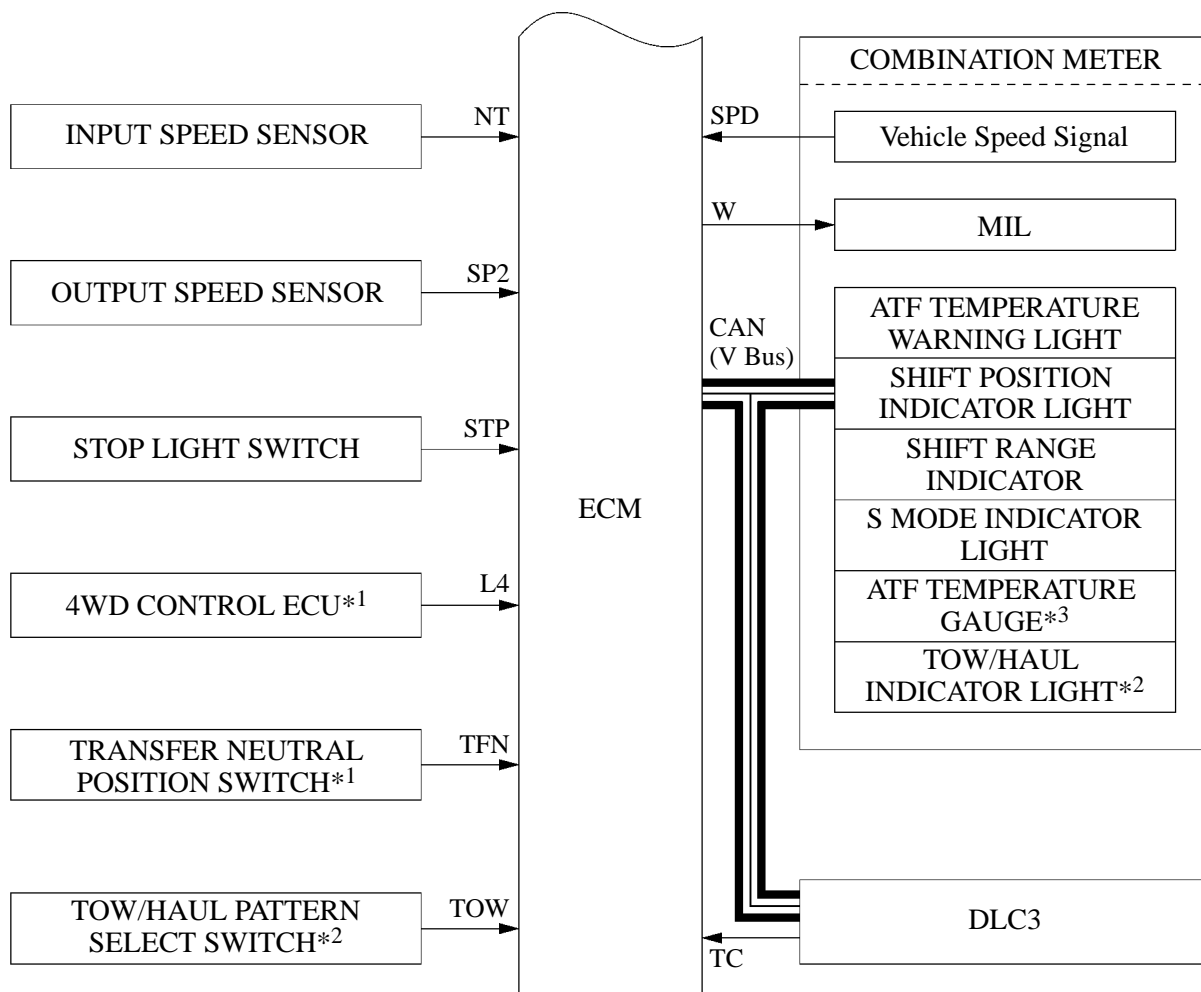 COMBINATION METER
NT
SPD
INPUT SPEED SENSOR
Vehicle Speed Signal
W
MIL
SP2
OUTPUT SPEED SENSOR
CAN
(V Bus)
ATF TEMPERATURE
WARNING LIGHT
SHIFT POSITION
INDICATOR LIGHT
SHIFT RANGE
INDICATOR
S MODE INDICATOR
LIGHT
ATF TEMPERATURE
GAUGE*3
TOW/HAUL
INDICATOR LIGHT*2
STP
STOP LIGHT SWITCH
ECM
L4
4WD CONTROL ECU*1
TFN
TRANSFER NEUTRAL
POSITION SWITCH*1
TOW
TOW/HAUL PATTERN
SELECT SWITCH*2
DLC3
TC